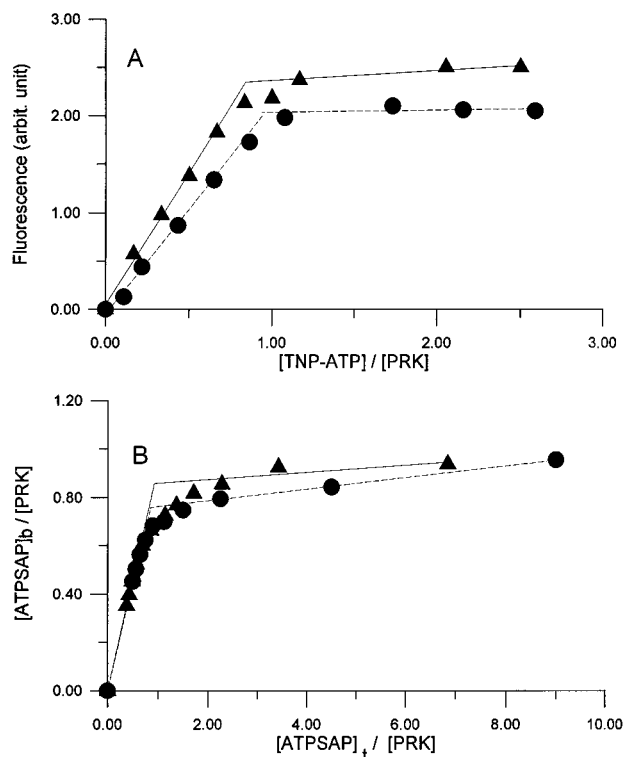 3.00
A
2.00
1.00
0.00
Fluorescence (arbit. unit)
0.00 1.00 2.00 3.00
[TNP-ATP] / [PRK]
1.20
B
0.80
0.40
0.00
[ATPSAP]b / [PRK]
0.00 2.00 4.00 6.00 8.00 10.00
[ATPSAP]t / [PRK]